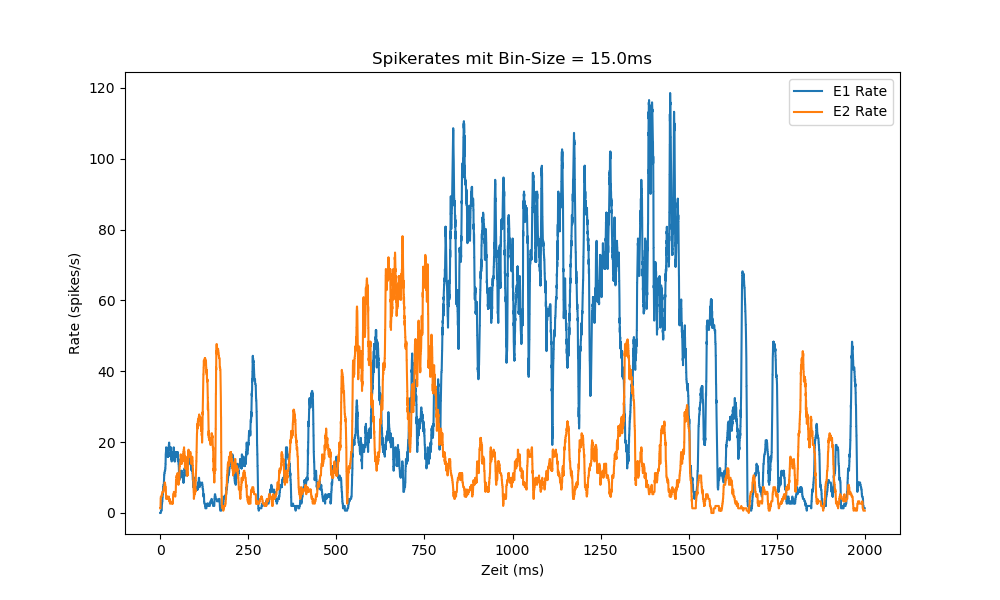 Spikerates mit Bin-Size = 15.0ms
E1 Rate
E2 Rate
120
100
80
60
40
20
0
Rate (spikes/s)
0 250 500 750 1000 1250 1500 1750 2000
Zeit (ms)